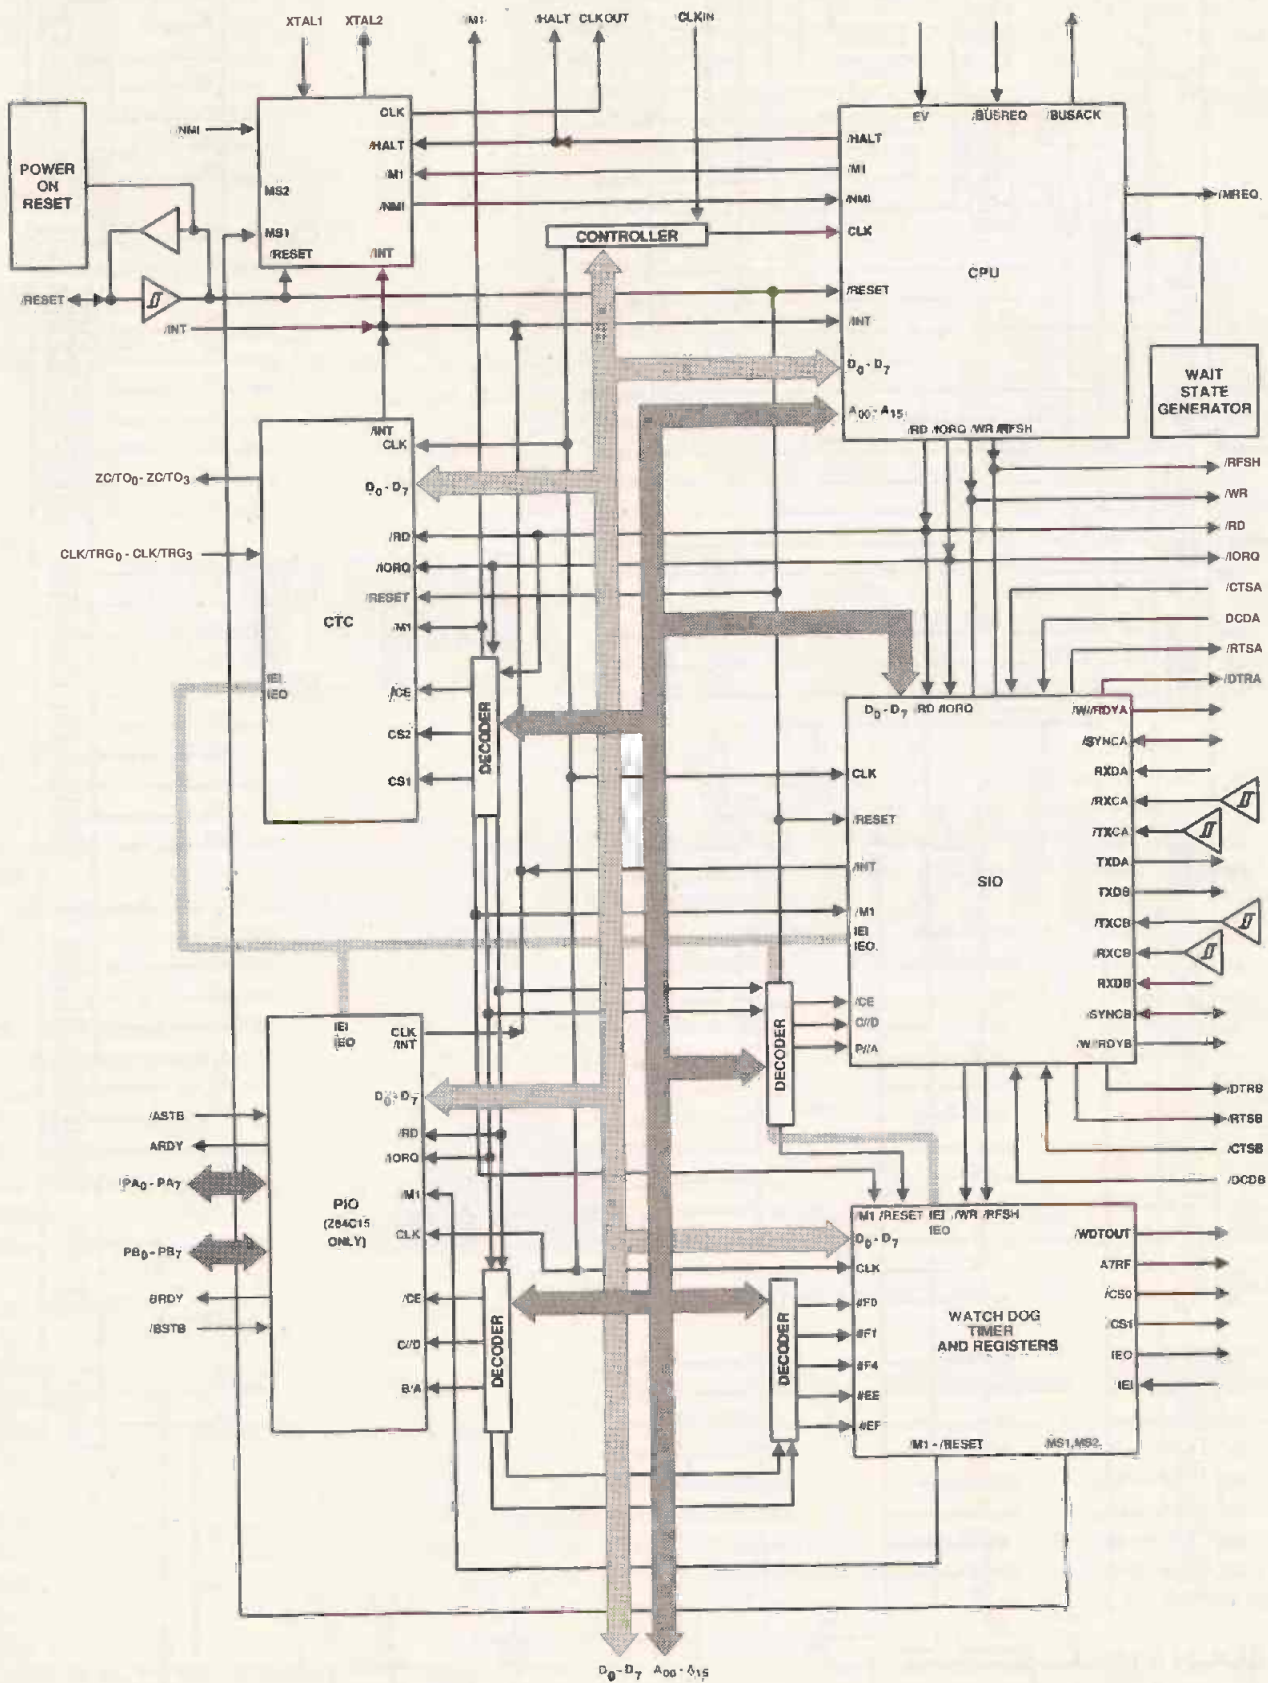 XTAL1 XTAL2 /M1 /HALT CLKOUT /CLKIN
POWER
ON
RESET
/NMI
CLK
/HALT
/M1
/NMI
MS2
MS1
/RESET /INT
/RESET
/INT
CONTROLLER
EV /BUSREQ /BUSACK
/HALT
/M1
/NMI
CLK
CPU
/RESET
/INT
D0 - D7
A00 - A15
/RD /IORQ /WR /RFSH
/MREQ
WAIT
STATE
GENERATOR
/RFSH
/WR
/RD
/IORQ
/CTSA
DCDA
/RTSA
/DTRA
/INT
CLK
D0 - D7
/RD
/IORQ
/RESET
/M1
CTC
IEI
IEO
/CE
CS2
CS1
ZC/TO0 - ZC/TO3
CLK/TRG0 - CLK/TRG3
DECODER
D0 - D7 /RD /IORQ
CLK
/RESET
/INT
/M1
IEI
IEO
/CE
C//D
P//A
SIO
/W//RDYA
/SYNCA
RXDA
/RXCA
/TXCA
TXDA
TXDB
/TXCB
/RXCB
RXDB
/SYNCB
/W//RDYB
/DTRB
/RTSB
/CTSB
/DCDB
DECODER
IEI
IEO
CLK
/INT
D0 - D7
/RD
/IORQ
/M1
CLK
/CE
C//D
B/A
PIO
(Z84C15
ONLY)
/ASTB
ARDY
PA0 - PA7
PB0 - PB7
BRDY
/BSTB
DECODER
DECODER
/M1 /RESET IEI /WR /RFSH
IEO
D0 - D7
CLK
#F0
#F1
#F4
#EE
#EF
WATCH DOG
TIMER
AND REGISTERS
/WDTOUT
A7RF
/CS0
/CS1
IEO
IEI
/M1 - /RESET MS1,MS2
D0 - D7 A00 - A15